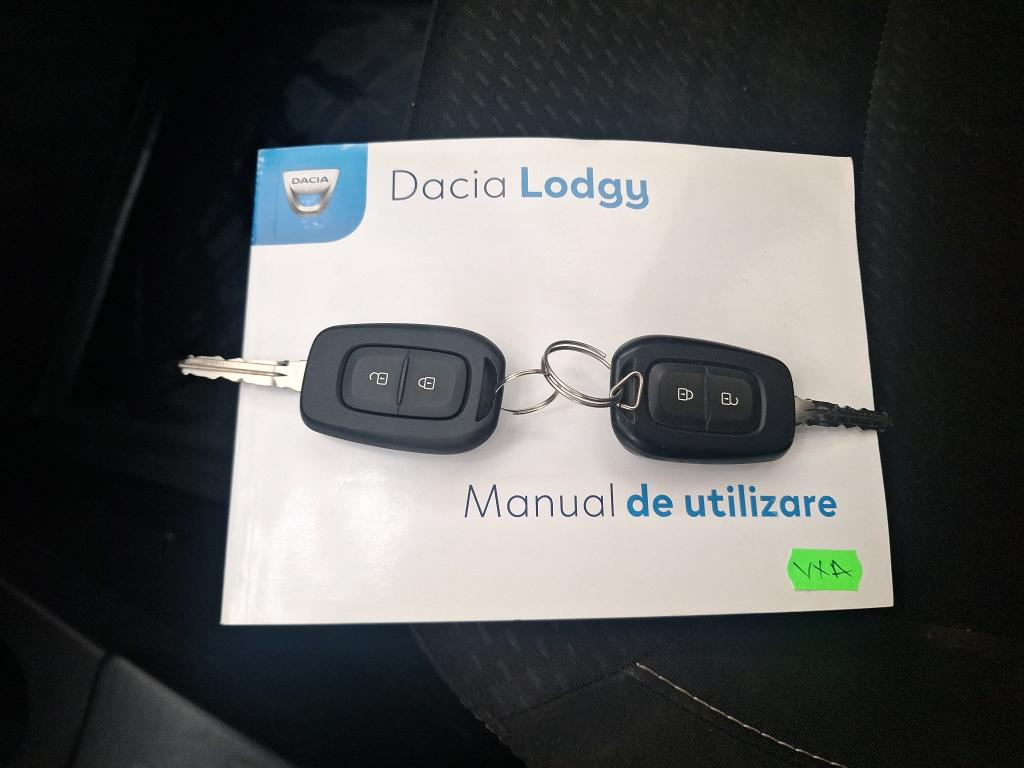 DACIA
Dacia Lodgy
Manual de utilizare
VXA